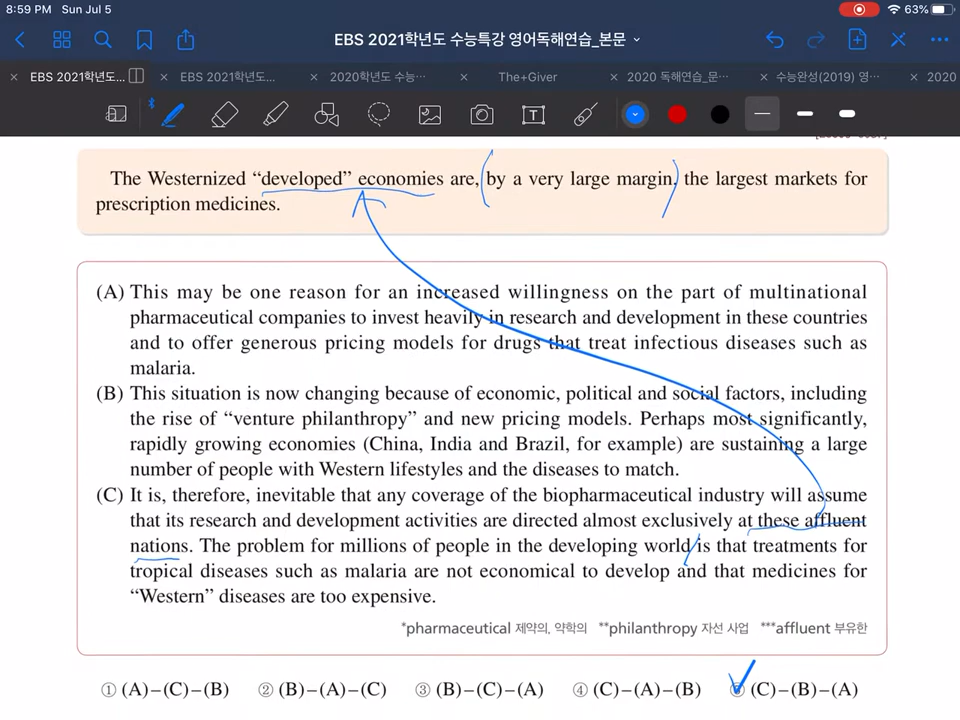 8:59 PM Sun Jul 5
63%
EBS 2021학년도 수능특강 영어독해연습_본문
EBS 2021학년도...
EBS 2021학년도 수능...
2020학년도 수능...
The+Giver
2020 독해연습_문...
수능완성(2019) 영...
2020
The Westernized “developed” economies are, by a very large margin, the largest markets for
prescription medicines.
(A) This may be one reason for an increased willingness on the part of multinational
pharmaceutical companies to invest heavily in research and development in these countries
and to offer generous pricing models for drugs that treat infectious diseases such as
malaria.
(B) This situation is now changing because of economic, political and social factors, including
the rise of “venture philanthropy” and new pricing models. Perhaps most significantly,
rapidly growing economies (China, India and Brazil, for example) are sustaining a large
number of people with Western lifestyles and the diseases to match.
(C) It is, therefore, inevitable that any coverage of the biopharmaceutical industry will assume
that its research and development activities are directed almost exclusively at these affluent
nations. The problem for millions of people in the developing world is that treatments for
tropical diseases such as malaria are not economical to develop and that medicines for
“Western” diseases are too expensive.
*pharmaceutical 제약의, 약학의 **philanthropy 자선 사업 ***affluent 부유한
① (A)-(C)-(B) ② (B)-(A)-(C) ③ (B)-(C)-(A) ④ (C)-(A)-(B) ⑤ (C)-(B)-(A)